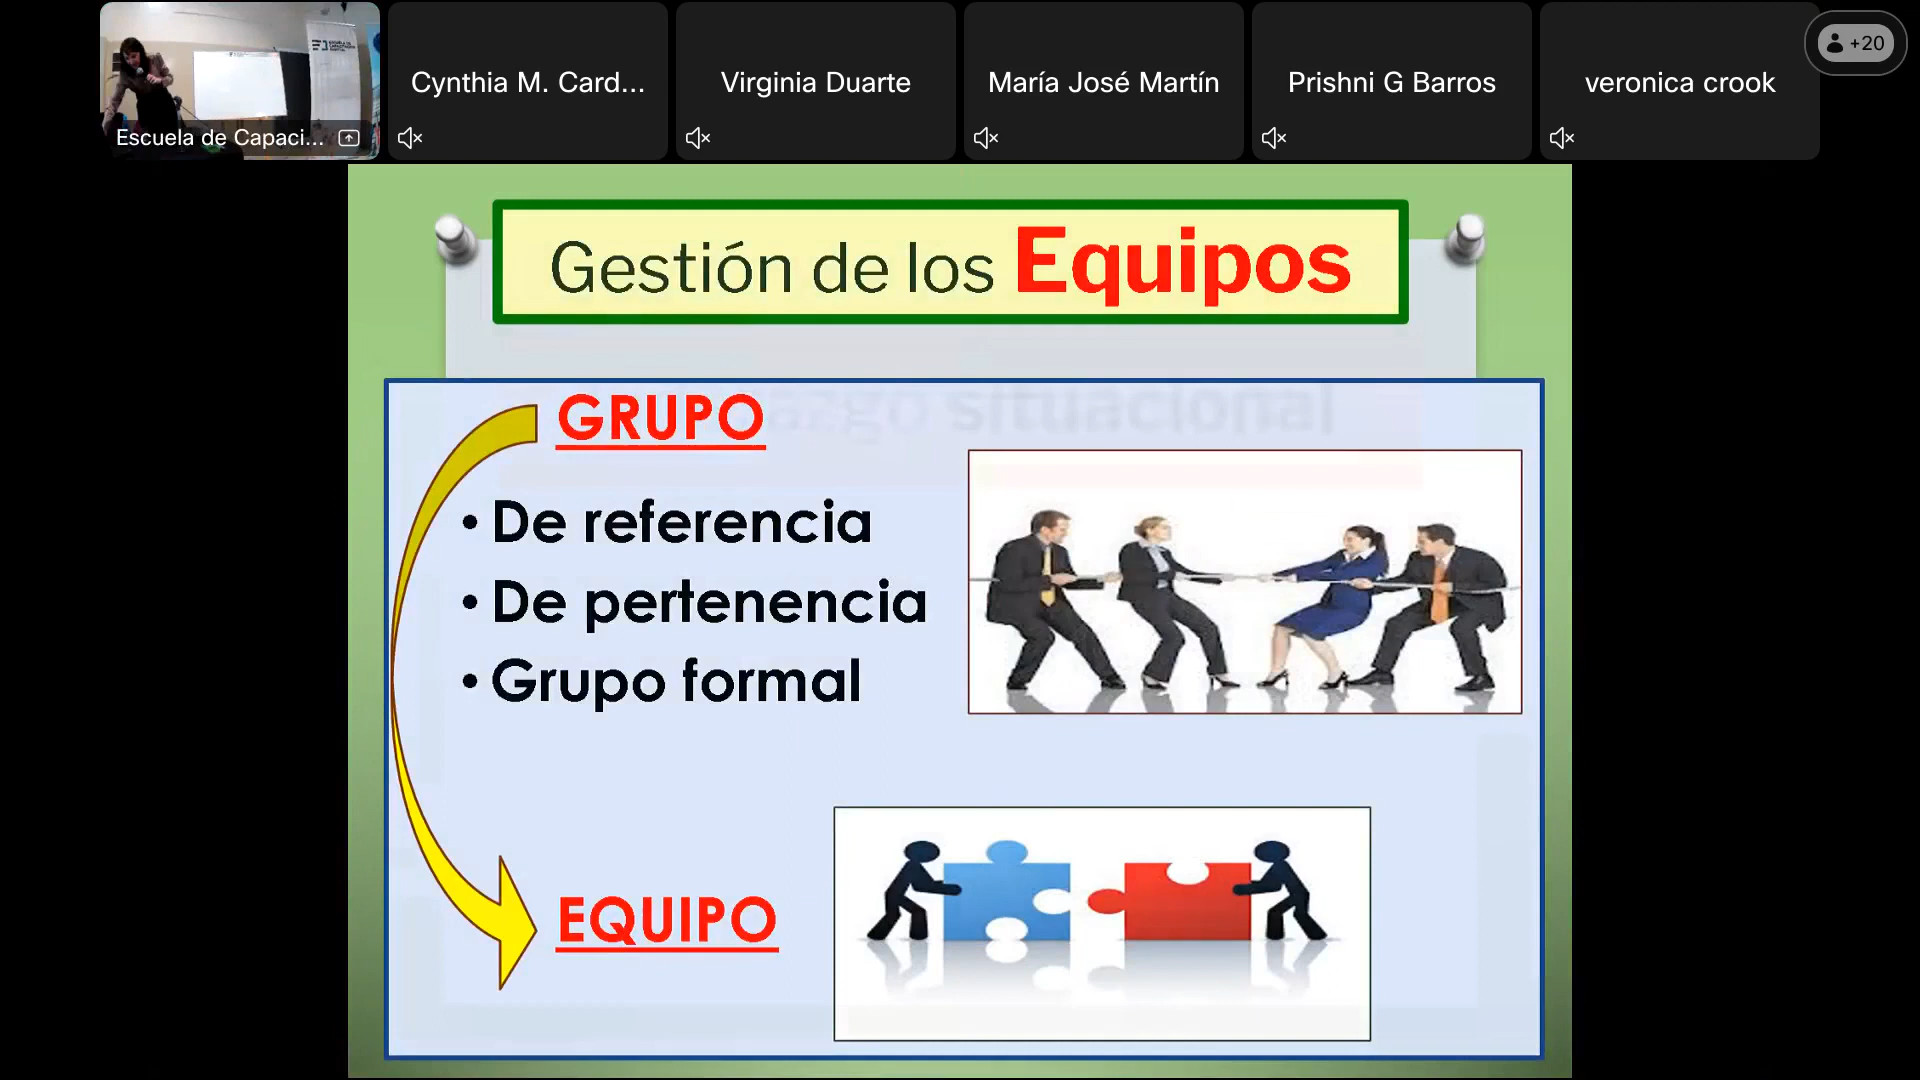 Escuela de Capaci...
Cynthia M. Card...
Virginia Duarte
María José Martín
Prishni G Barros
veronica crook
+20
Gestión de los Equipos
situacional
GRUPO
• De referencia
• De pertenencia
• Grupo formal
EQUIPO